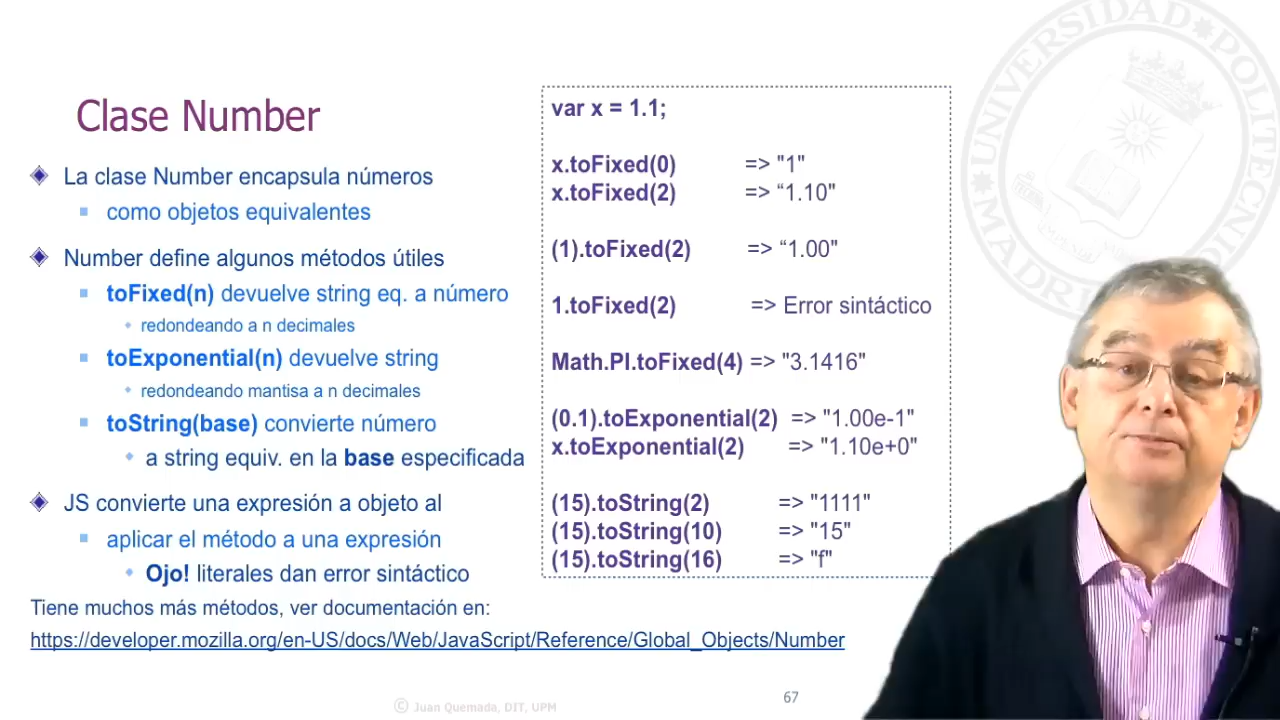 Clase Number
La clase Number encapsula números
como objetos equivalentes
Number define algunos métodos útiles
toFixed(n) devuelve string eq. a número
redondeando a n decimales
toExponential(n) devuelve string
redondeando mantisa a n decimales
toString(base) convierte número
a string equiv. en la base especificada
JS convierte una expresión a objeto al
aplicar el método a una expresión
Ojo! literales dan error sintáctico
Tiene muchos más métodos, ver documentación en:
https://developer.mozilla.org/en-US/docs/Web/JavaScript/Reference/Global_Objects/Number
var x = 1.1;
x.toFixed(0) => "1"
x.toFixed(2) => “1.10"
(1).toFixed(2) => “1.00"
1.toFixed(2) => Error sintáctico
Math.PI.toFixed(4) => "3.1416"
(0.1).toExponential(2) => "1.00e-1"
x.toExponential(2) => "1.10e+0"
(15).toString(2) => "1111"
(15).toString(10) => "15"
(15).toString(16) => "f"
UNIVERSIDAD POLITECNI
MADRID
© Juan Quemada, DIT, UPM
67